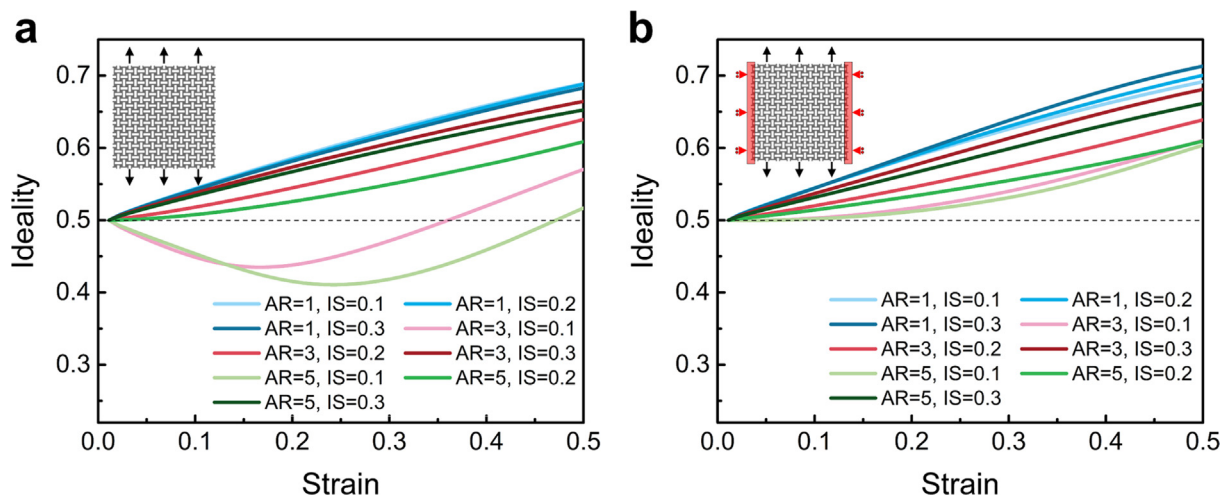 a
Ideality
0.7
0.6
0.5
0.4
0.3
AR=1, IS=0.1
AR=1, IS=0.2
AR=1, IS=0.3
AR=3, IS=0.1
AR=3, IS=0.2
AR=3, IS=0.3
AR=5, IS=0.1
AR=5, IS=0.2
AR=5, IS=0.3
0.0 0.1 0.2 0.3 0.4 0.5
Strain
b
Ideality
0.7
0.6
0.5
0.4
0.3
AR=1, IS=0.1
AR=1, IS=0.2
AR=1, IS=0.3
AR=3, IS=0.1
AR=3, IS=0.2
AR=3, IS=0.3
AR=5, IS=0.1
AR=5, IS=0.2
AR=5, IS=0.3
0.0 0.1 0.2 0.3 0.4 0.5
Strain